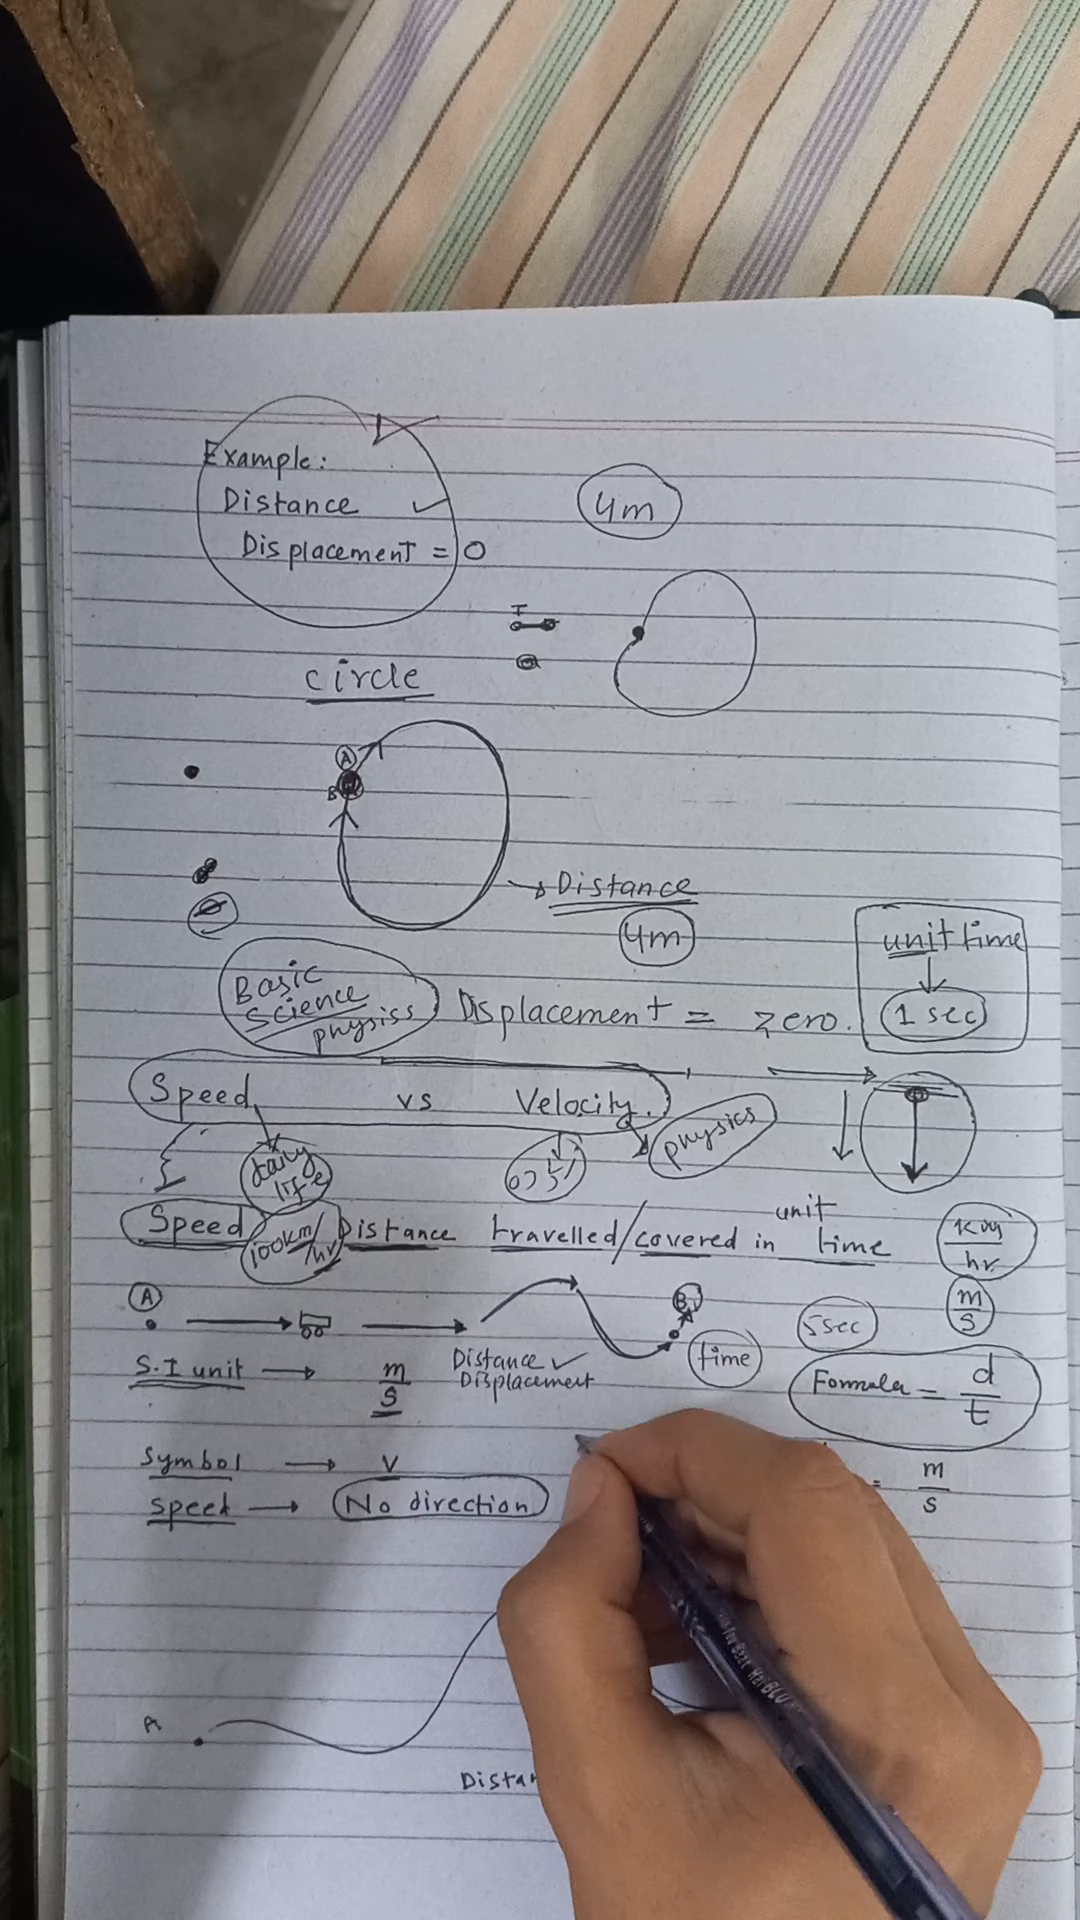 Example:
Distance
Displacement = 0
4m
I
circle
A
B
Distance
4m
unit time
1 sec
Basic
Science
physiss
Displacement = zero.
Speed vs Velocity.
daily
life
physics
Speed
100km/
hr
Distance travelled/covered in unit time
Km
hr
A
B
time
5sec
m
s
S.I unit
m
s
Distance
Displacement
Formula = d
t
Symbol
v
= m
s
speed
No direction
A
Distan